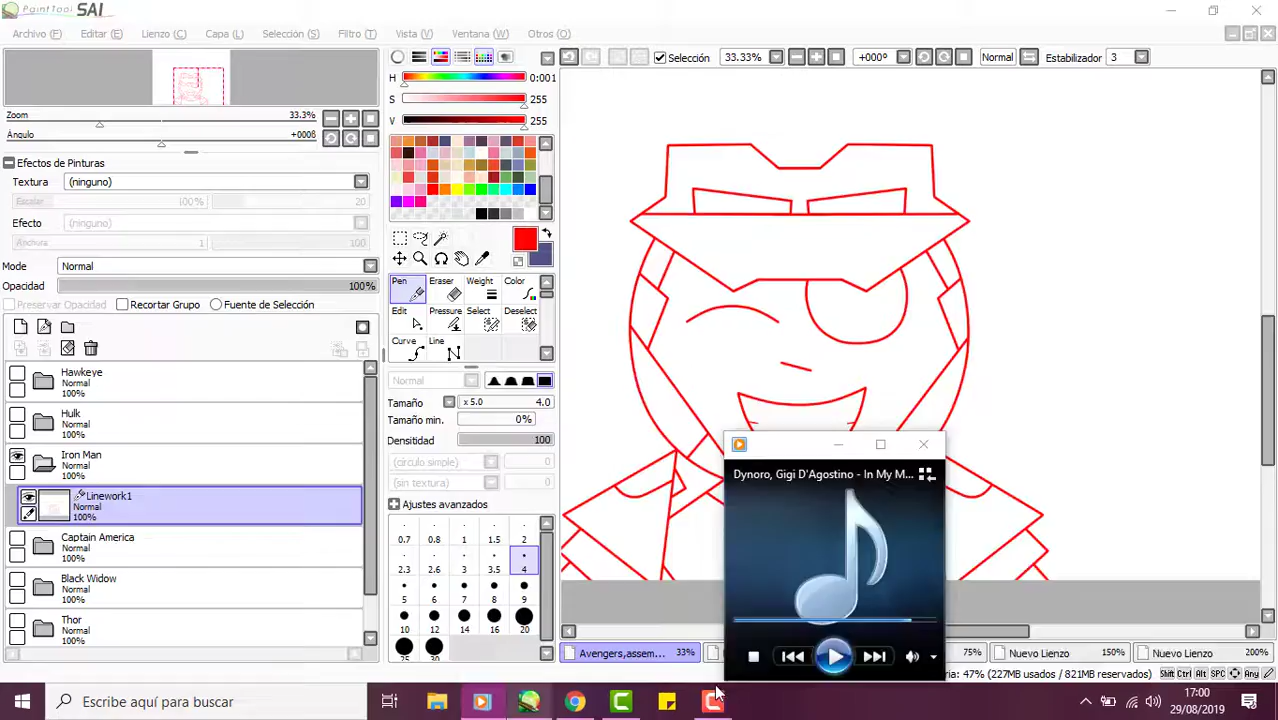 PaintTool SAI
Archivo (F) Editar (E) Lienzo (C) Capa (L) Selección (S) Filtro (T) Vista (V) Ventana (W) Otros (O)
Selección 33.33% +000º Normal Estabilizador 3
H 0:001
S 255
V 255
Zoom 33.3%
Ángulo +000ß
Efectos de Pinturas
Textura (ninguno)
100% 20
Efecto (ninguno)
1 100
Mode Normal
Opacidad 100%
Preservar Opacidad Recortar Grupo Fuente de Selección
Hawkeye
Normal
100%
Hulk
Normal
100%
Iron Man
Normal
100%
Linework1
Normal
100%
Captain America
Normal
100%
Black Widow
Normal
100%
Thor
Normal
100%
Pen Eraser Weight Color
Edit Pressure Select Deselect
Curve Line
Normal
Tamaño x 5.0 4.0
Tamaño min. 0%
Densidad 100
(círculo simple) 0
(sin textura) 0
Ajustes avanzados
0.7 0.8 1 1.5 2
2.3 2.6 3 3.5 4
5 6 7 8 9
10 12 14 16 20
25 30
Dynoro, Gigi D'Agostino - In My M...
Avengers,assem... 33% 75% Nuevo Lienzo 150% Nuevo Lienzo 200%
ria: 47% (227MB usados / 821MB reservados) Shift Ctrl Alt SPC Any
Escribe aquí para buscar
17:00
29/08/2019